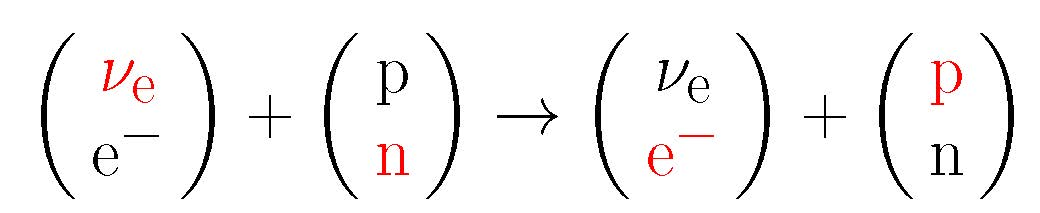 ( νe ) + ( p ) → ( νe ) + ( p )
( e− ) ( n ) ( e− ) ( n )